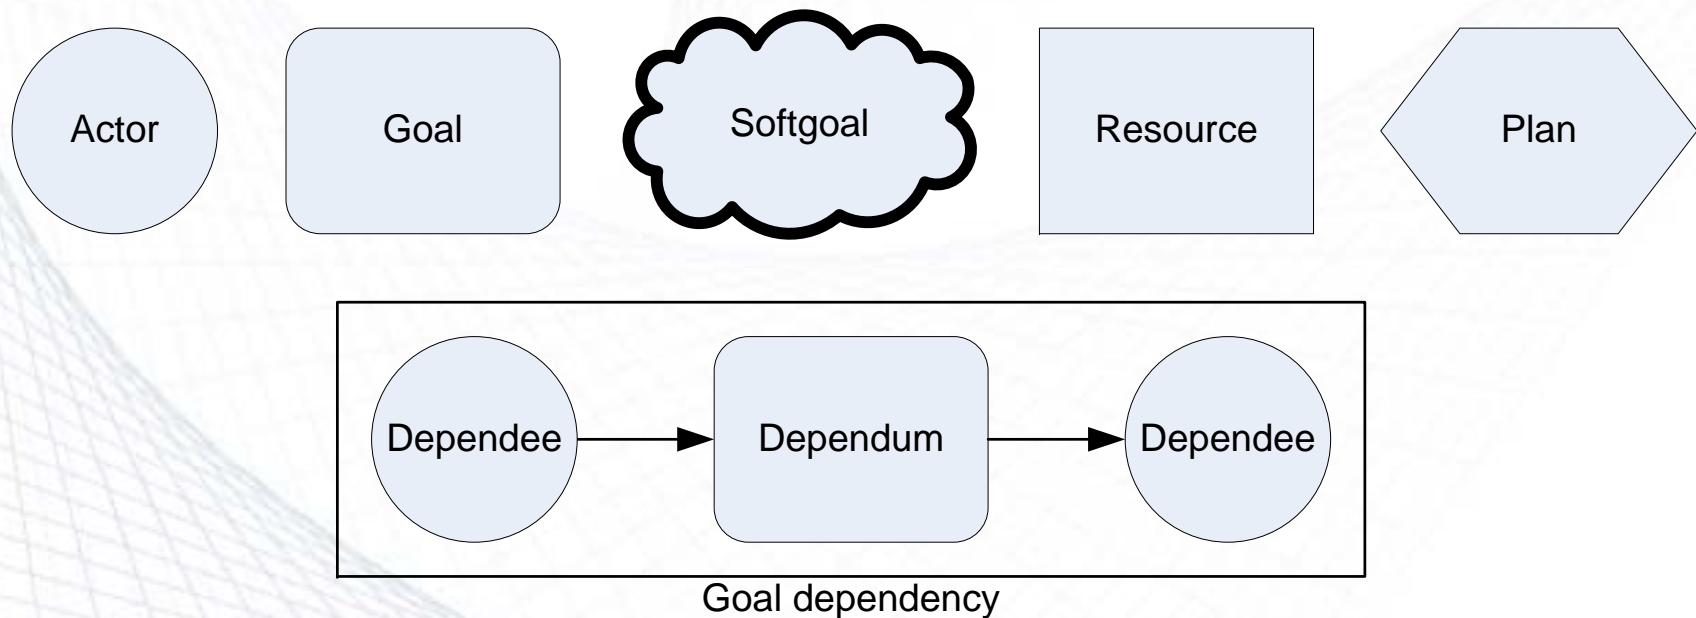 Actor
Goal
Softgoal
Resource
Plan
Dependee
Dependum
Dependee
Goal dependency